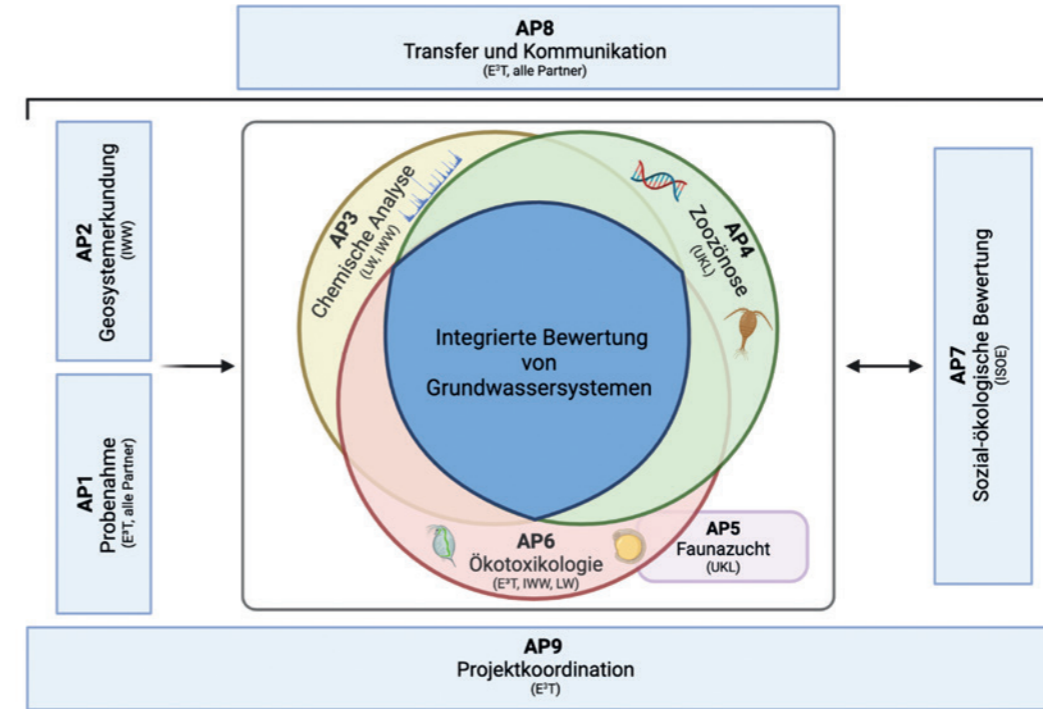 AP8
Transfer und Kommunikation
(E³T, alle Partner)
AP2
Geosystemerkundung
(IWW)
AP1
Probenahme
(E³T, alle Partner)
AP3
Chemische Analyse
(LW, IWW)
AP4
Zoozönose
(UKL)
Integrierte Bewertung
von
Grundwassersystemen
AP6
Ökotoxikologie
(E³T, IWW, LW)
AP5
Faunazucht
(UKL)
AP7
Sozial-ökologische Bewertung
(ISOE)
AP9
Projektkoordination
(E³T)